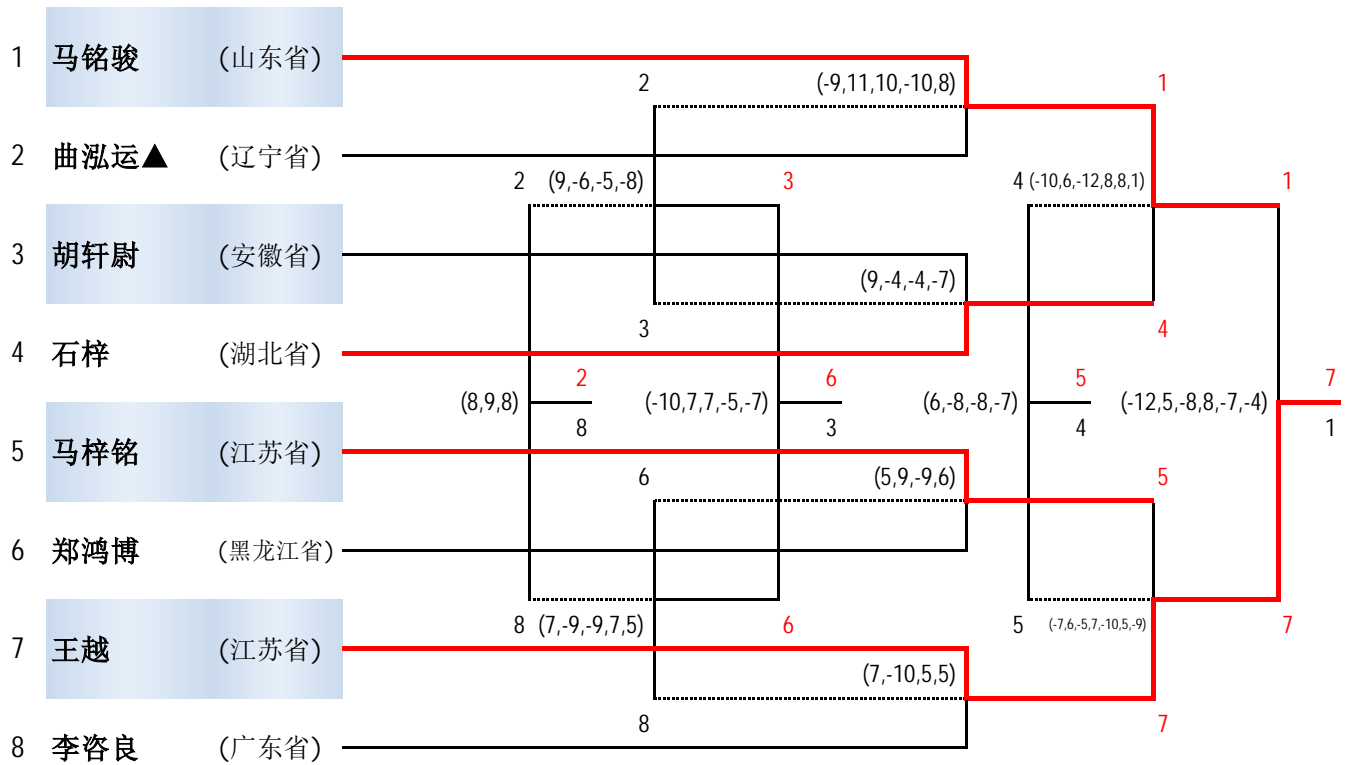 1 马铭骏 (山东省)
2 (-9,11,10,-10,8) 1
2 曲泓运▲ (辽宁省)
2 (9,-6,-5,-8) 3 4 (-10,6,-12,8,8,1) 1
3 胡轩尉 (安徽省)
(9,-4,-4,-7)
3 4
4 石梓 (湖北省)
2 6 5 7
(8,9,8) (-10,7,7,-5,-7) (6,-8,-8,-7) (-12,5,-8,8,-7,-4)
8 3 4 1
5 马梓铭 (江苏省)
6 (5,9,-9,6) 5
6 郑鸿博 (黑龙江省)
8 (7,-9,-9,7,5) 6 5 (-7,6,-5,7,-10,5,-9) 7
7 王越 (江苏省)
(7,-10,5,5)
8 7
8 李咨良 (广东省)